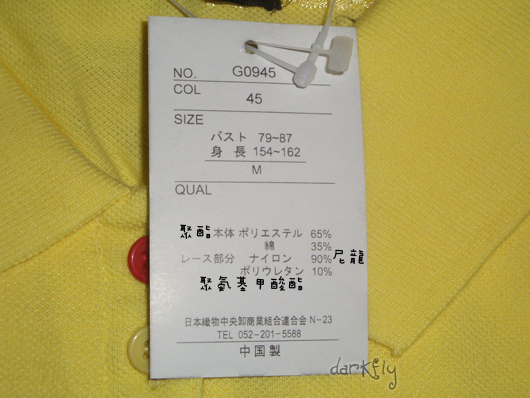 NO. G0945
COL
45
SIZE
バスト 79~87
身 長 154~162
M
QUAL
聚酯 本体 ポリエステル 65%
綿 35%
レース部分 ナイロン 90% 尼龍
ポリウレタン 10%
聚氨基甲酸酯
日本織物中央卸商業組合連合会 N-23
TEL 052-201-5588
中国製
darkfly